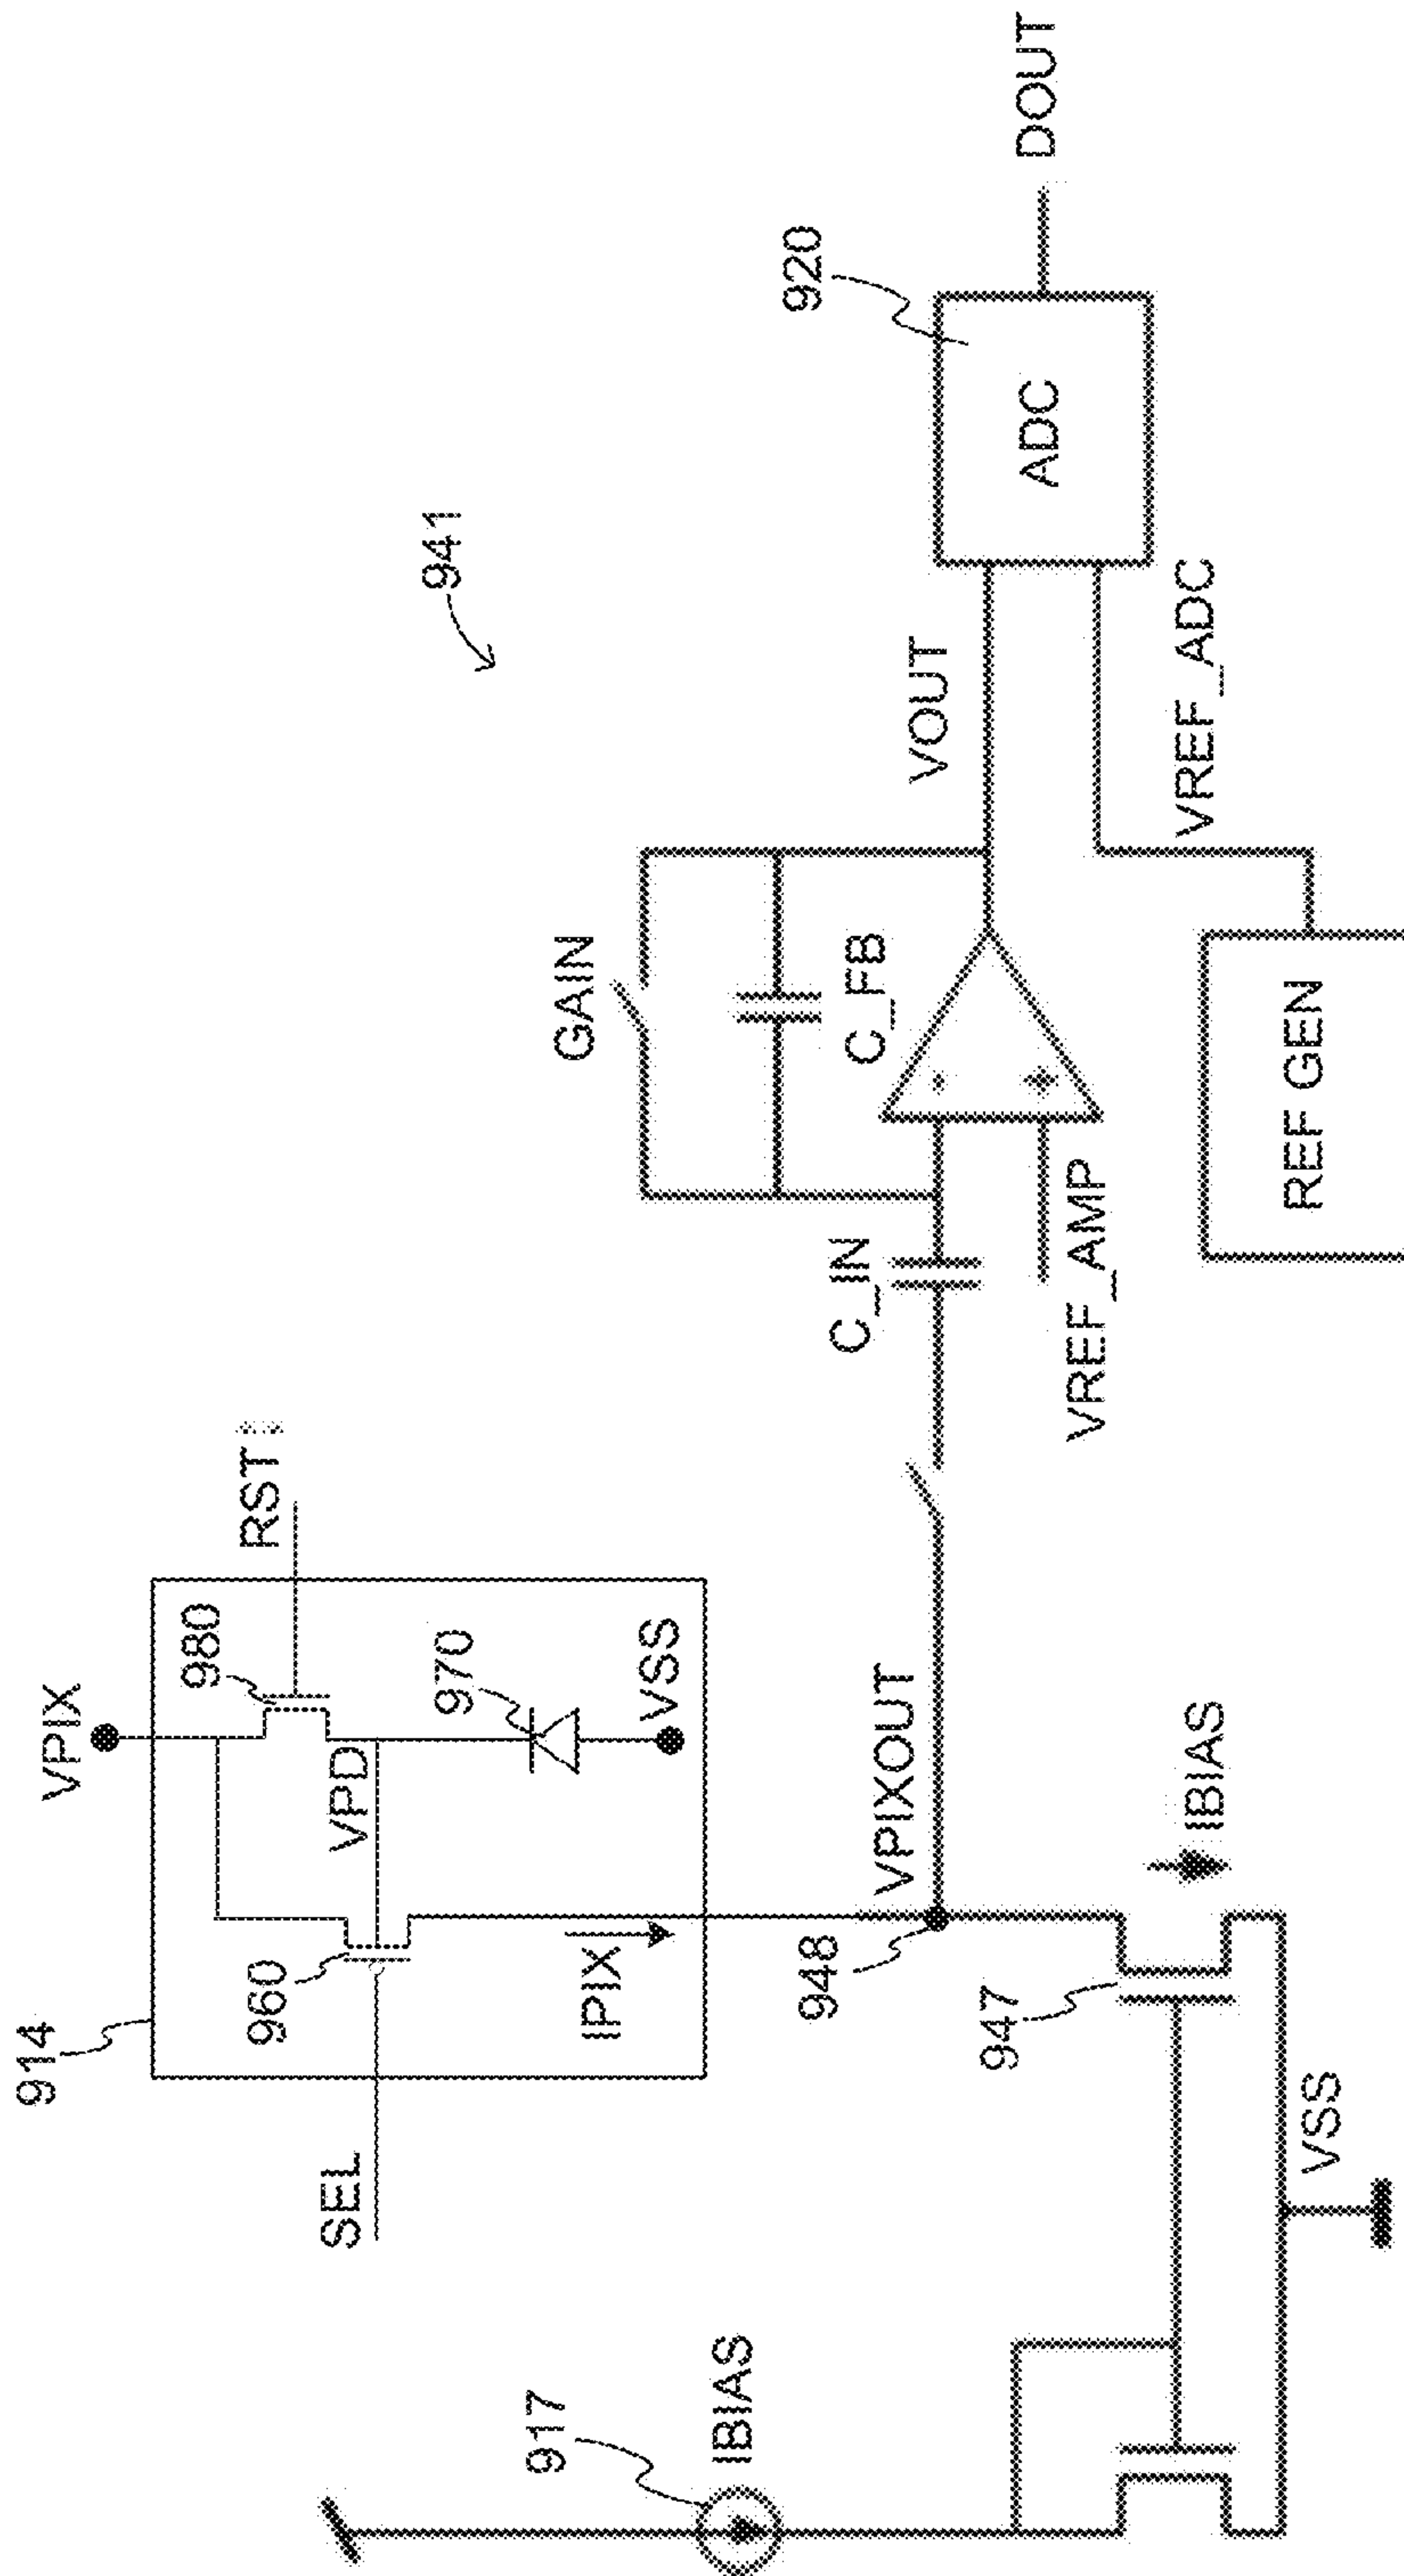 941
914
VPIX
980
RST
SEL
960
VPD
970
IPIX
VSS
917
IBIAS
948
VPIXOUT
947
IBIAS
VSS
C_IN
GAIN
C_FB
VREF_AMP
+
VOUT
920
ADC
DOUT
VREF_ADC
REF GEN